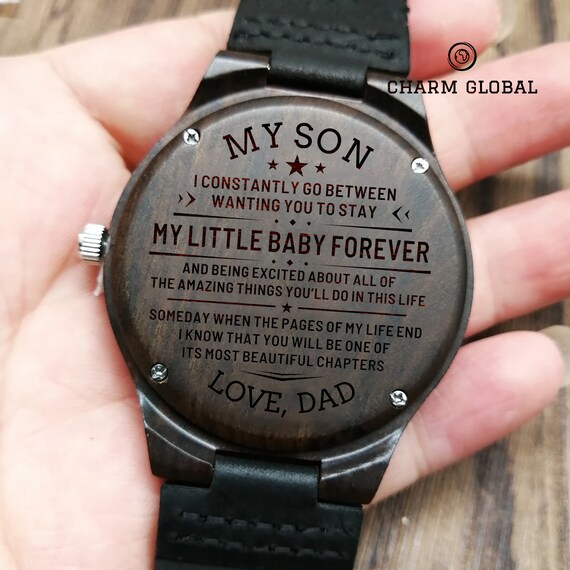 CHARM GLOBAL
MY SON
I CONSTANTLY GO BETWEEN
WANTING YOU TO STAY
MY LITTLE BABY FOREVER
AND BEING EXCITED ABOUT ALL OF
THE AMAZING THINGS YOU'LL DO IN THIS LIFE
SOMEDAY WHEN THE PAGES OF MY LIFE END
I KNOW THAT YOU WILL BE ONE OF
ITS MOST BEAUTIFUL CHAPTERS
LOVE, DAD